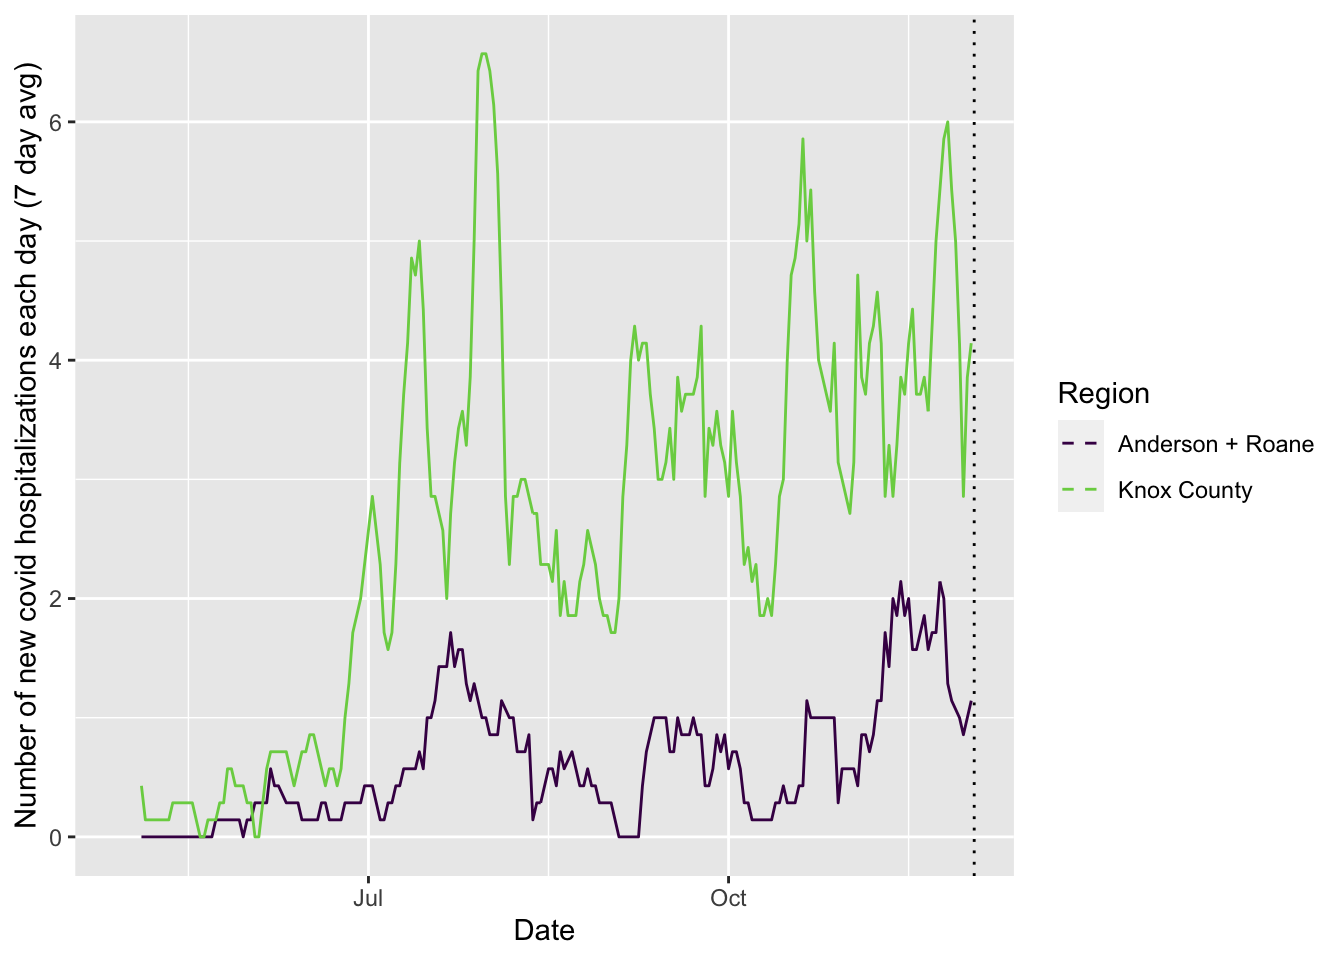 Number of new covid hospitalizations each day (7 day avg)
6
4
2
0
Jul
Oct
Date
Region
Anderson + Roane
Knox County